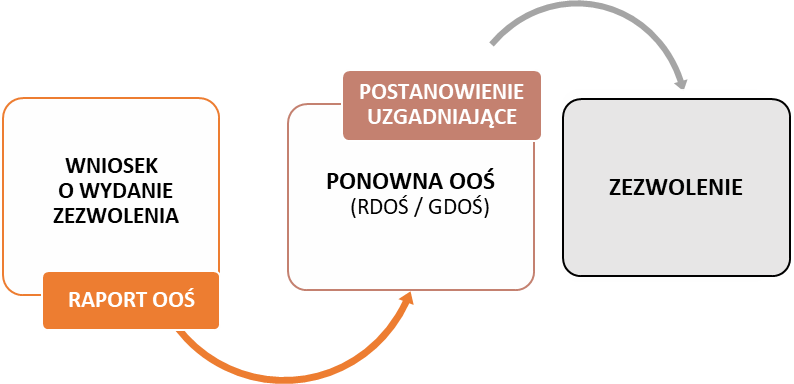 WNIOSEK
O WYDANIE
ZEZWOLENIA
RAPORT OOŚ
POSTANOWIENIE
UZGADNIAJĄCE
PONOWNA OOŚ
(RDOŚ / GDOŚ)
ZEZWOLENIE